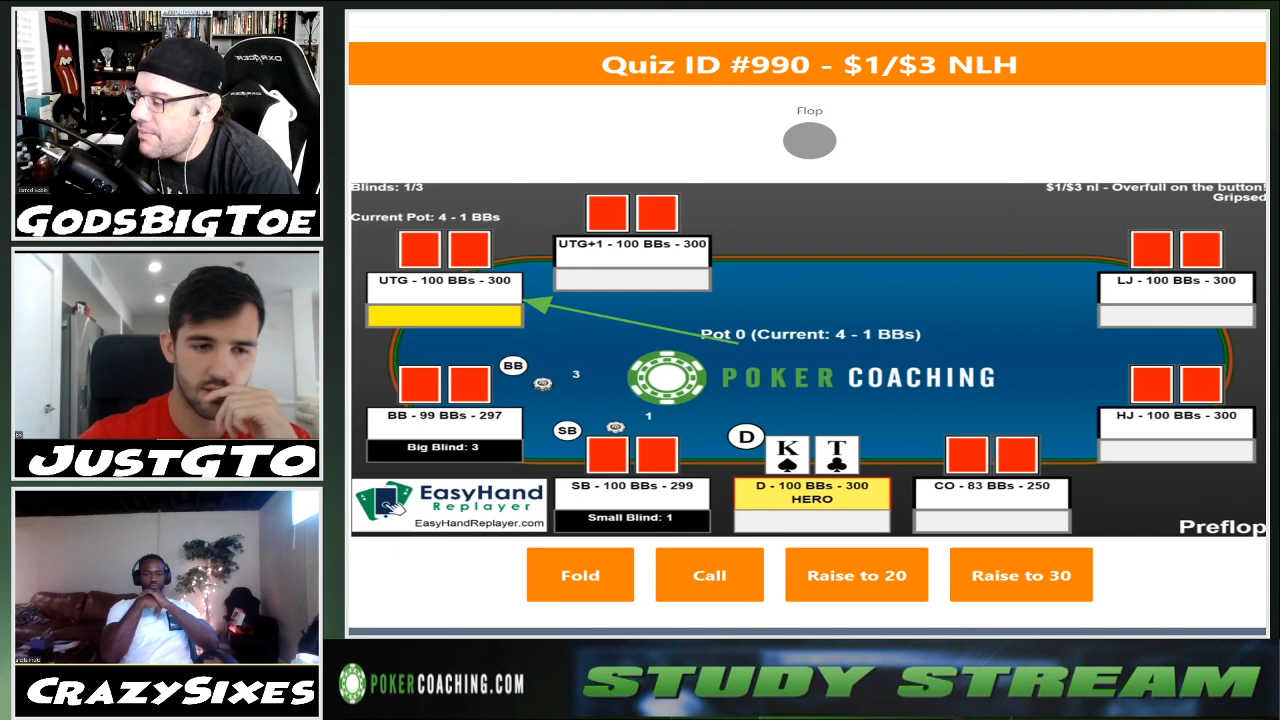 Quiz ID #990 - $1/$3 NLH
Flop
Blinds: 1/3
$1/$3 nl - Overfull on the button!
Gripsed
Current Pot: 4 - 1 BBs
UTG+1 - 100 BBs - 300
UTG - 100 BBs - 300
LJ - 100 BBs - 300
Pot 0 (Current: 4 - 1 BBs)
BB
3
POKER COACHING
1
BB - 99 BBs - 297
Big Blind: 3
HJ - 100 BBs - 300
SB
D
K
T
SB - 100 BBs - 299
Small Blind: 1
D - 100 BBs - 300
HERO
CO - 83 BBs - 250
EasyHand
Replayer
EasyHandReplayer.com
Preflop
Fold
Call
Raise to 20
Raise to 30
GodsBigToe
JustGTO
CrazySixes
POKERCOACHING.COM
STUDY STREAM